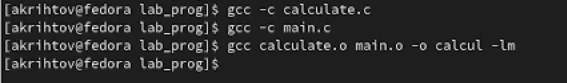 [akrihtov@fedora lab_prog]$ gcc -c calculate.c
[akrihtov@fedora lab_prog]$ gcc -c main.c
[akrihtov@fedora lab_prog]$ gcc calculate.o main.o -o calcul -lm
[akrihtov@fedora lab_prog]$